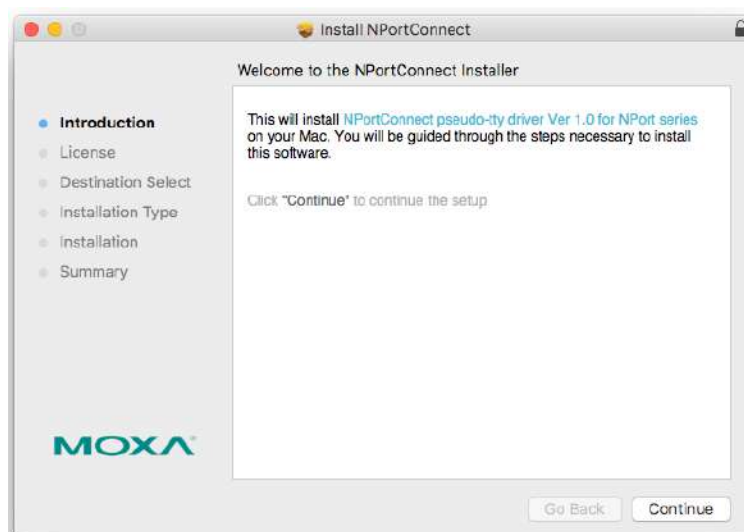 Install NPortConnect
Welcome to the NPortConnect Installer
Introduction
License
Destination Select
Installation Type
Installation
Summary
This will install NPortConnect pseudo-tty driver Ver 1.0 for NPort series
on your Mac. You will be guided through the steps necessary to install
this software.
Click "Continue" to continue the setup
MOXA®
Go Back
Continue